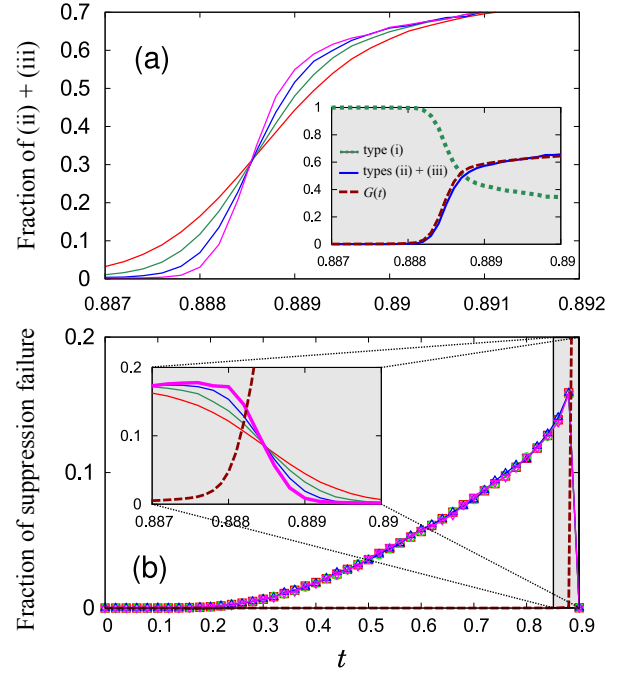 0.7
0.6
0.5
0.4
0.3
0.2
0.1
0
Fraction of (ii) + (iii)
(a)
1
0.8
0.6
0.4
0.2
0
type (i)
types (ii) + (iii)
G(t)
0.887 0.888 0.889 0.89
0.887 0.888 0.889 0.89 0.891 0.892
0.2
0.1
0
Fraction of suppression failure
0.2
0.1
0
0.887 0.888 0.889 0.89
(b)
0 0.1 0.2 0.3 0.4 0.5 0.6 0.7 0.8 0.9
t